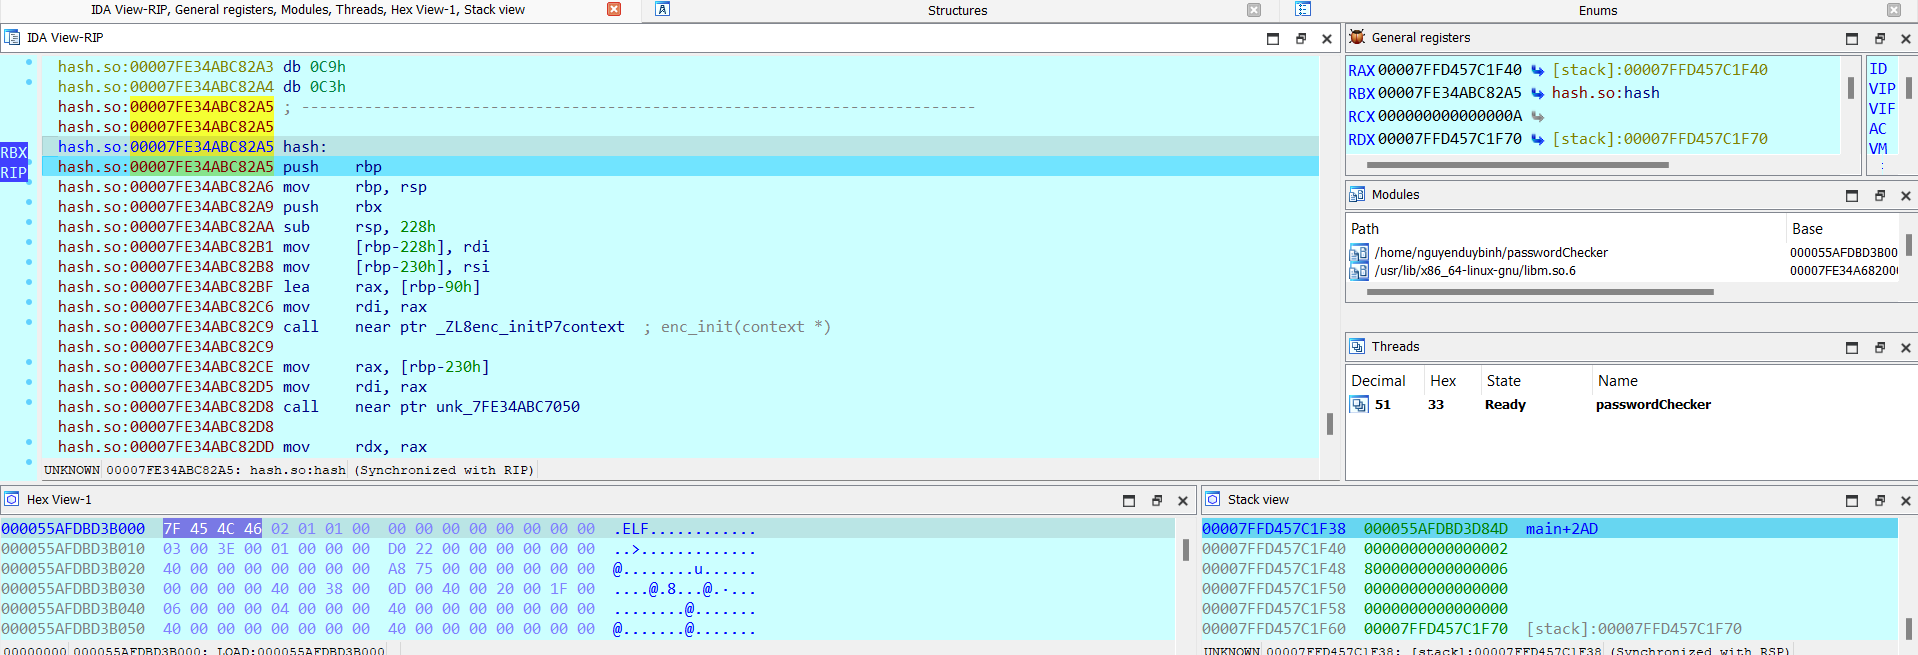 IDA View-RIP, General registers, Modules, Threads, Hex View-1, Stack view
Structures
Enums
IDA View-RIP
hash.so:00007FE34ABC82A3 db 0C9h
hash.so:00007FE34ABC82A4 db 0C3h
hash.so:00007FE34ABC82A5 ; ---------------------------------------------------------------------------
hash.so:00007FE34ABC82A5
hash.so:00007FE34ABC82A5 hash:
RBX
RIP
hash.so:00007FE34ABC82A5 push rbp
hash.so:00007FE34ABC82A6 mov rbp, rsp
hash.so:00007FE34ABC82A9 push rbx
hash.so:00007FE34ABC82AA sub rsp, 228h
hash.so:00007FE34ABC82B1 mov [rbp-228h], rdi
hash.so:00007FE34ABC82B8 mov [rbp-230h], rsi
hash.so:00007FE34ABC82BF lea rax, [rbp-90h]
hash.so:00007FE34ABC82C6 mov rdi, rax
hash.so:00007FE34ABC82C9 call near ptr _ZL8enc_initP7context ; enc_init(context *)
hash.so:00007FE34ABC82C9
hash.so:00007FE34ABC82CE mov rax, [rbp-230h]
hash.so:00007FE34ABC82D5 mov rdi, rax
hash.so:00007FE34ABC82D8 call near ptr unk_7FE34ABC7050
hash.so:00007FE34ABC82D8
hash.so:00007FE34ABC82DD mov rdx, rax
UNKNOWN 00007FE34ABC82A5: hash.so:hash (Synchronized with RIP)
General registers
RAX 00007FFD457C1F40 [stack]:00007FFD457C1F40
RBX 00007FE34ABC82A5 hash.so:hash
RCX 000000000000000A
RDX 00007FFD457C1F70 [stack]:00007FFD457C1F70
ID
VIP
VIF
AC
VM
Modules
Path Base
/home/nguyenduybinh/passwordChecker 000055AFDBD3B00
/usr/lib/x86_64-linux-gnu/libm.so.6 00007FE34A68200
Threads
Decimal Hex State Name
51 33 Ready passwordChecker
Hex View-1
000055AFDBD3B000 7F 45 4C 46 02 01 01 00 00 00 00 00 00 00 00 00 .ELF............
000055AFDBD3B010 03 00 3E 00 01 00 00 00 D0 22 00 00 00 00 00 00 ..>.............
000055AFDBD3B020 40 00 00 00 00 00 00 00 A8 75 00 00 00 00 00 00 @........u......
000055AFDBD3B030 00 00 00 00 40 00 38 00 0D 00 40 00 20 00 1F 00 ....@.8...@.·...
000055AFDBD3B040 06 00 00 00 04 00 00 00 40 00 00 00 00 00 00 00 ........@.......
000055AFDBD3B050 40 00 00 00 00 00 00 00 40 00 00 00 00 00 00 00 @.......@.......
00000000 000055AFDBD3B000: LOAD:000055AFDBD3B000
Stack view
00007FFD457C1F38 000055AFDBD3D84D main+2AD
00007FFD457C1F40 0000000000000002
00007FFD457C1F48 8000000000000006
00007FFD457C1F50 0000000000000000
00007FFD457C1F58 0000000000000000
00007FFD457C1F60 00007FFD457C1F70 [stack]:00007FFD457C1F70
UNKNOWN 00007FFD457C1F38: [stack]:00007FFD457C1F38 (Synchronized with RSP)